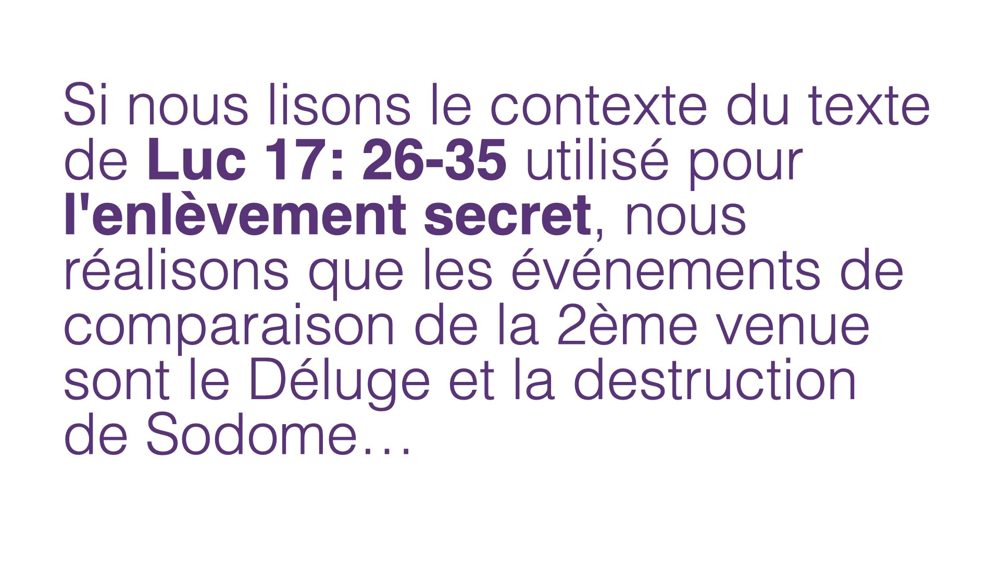 Si nous lisons le contexte du texte
de Luc 17: 26-35 utilisé pour
l'enlèvement secret, nous
réalisons que les événements de
comparaison de la 2ème venue
sont le Déluge et la destruction
de Sodome…